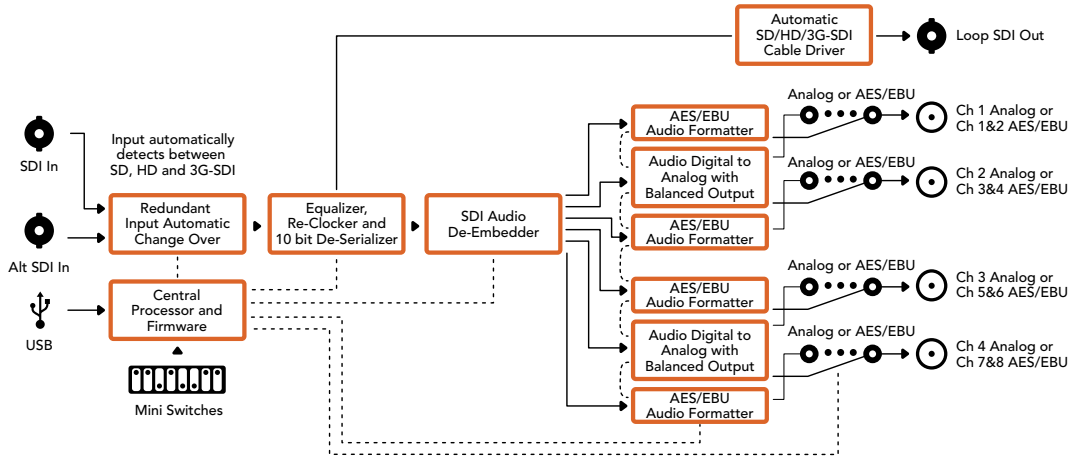 Automatic
SD/HD/3G-SDI
Cable Driver
Loop SDI Out
SDI In
Input automatically
detects between
SD, HD and 3G-SDI
Alt SDI In
Redundant
Input Automatic
Change Over
Equalizer,
Re-Clocker and
10 bit De-Serializer
SDI Audio
De-Embedder
USB
Central
Processor and
Firmware
Mini Switches
AES/EBU
Audio Formatter
Audio Digital to
Analog with
Balanced Output
AES/EBU
Audio Formatter
AES/EBU
Audio Formatter
Audio Digital to
Analog with
Balanced Output
AES/EBU
Audio Formatter
Analog or AES/EBU
Ch 1 Analog or
Ch 1&2 AES/EBU
Analog or AES/EBU
Ch 2 Analog or
Ch 3&4 AES/EBU
Analog or AES/EBU
Ch 3 Analog or
Ch 5&6 AES/EBU
Analog or AES/EBU
Ch 4 Analog or
Ch 7&8 AES/EBU